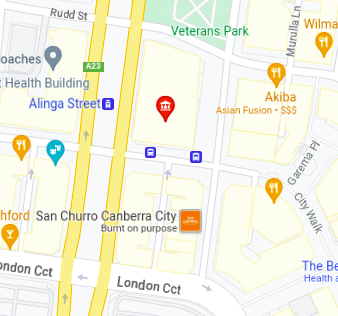 Rudd St
Veterans Park
Murulla Ln
Wilma
oaches
A23
t Health Building
Akiba
Asian Fusion • $$$
Alinga Street
Garema Pl
City Walk
hford
San Churro Canberra City
Burnt on purpose
The Be
Health a
ondon Cct
London Cct